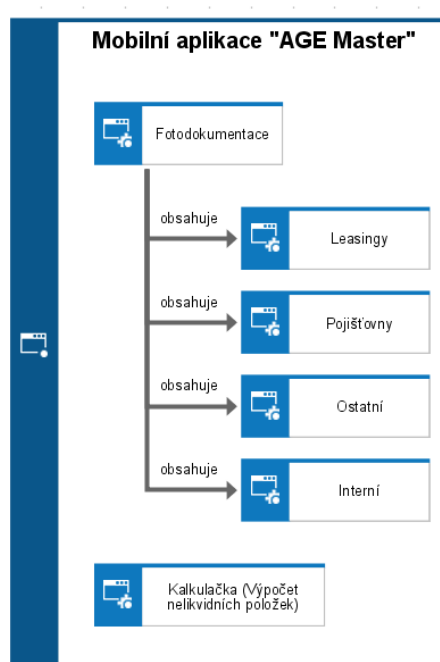 Mobilní aplikace "AGE Master"
Fotodokumentace
obsahuje
Leasingy
obsahuje
Pojišťovny
obsahuje
Ostatní
obsahuje
Interní
Kalkulačka (Výpočet
nelikvidních položek)